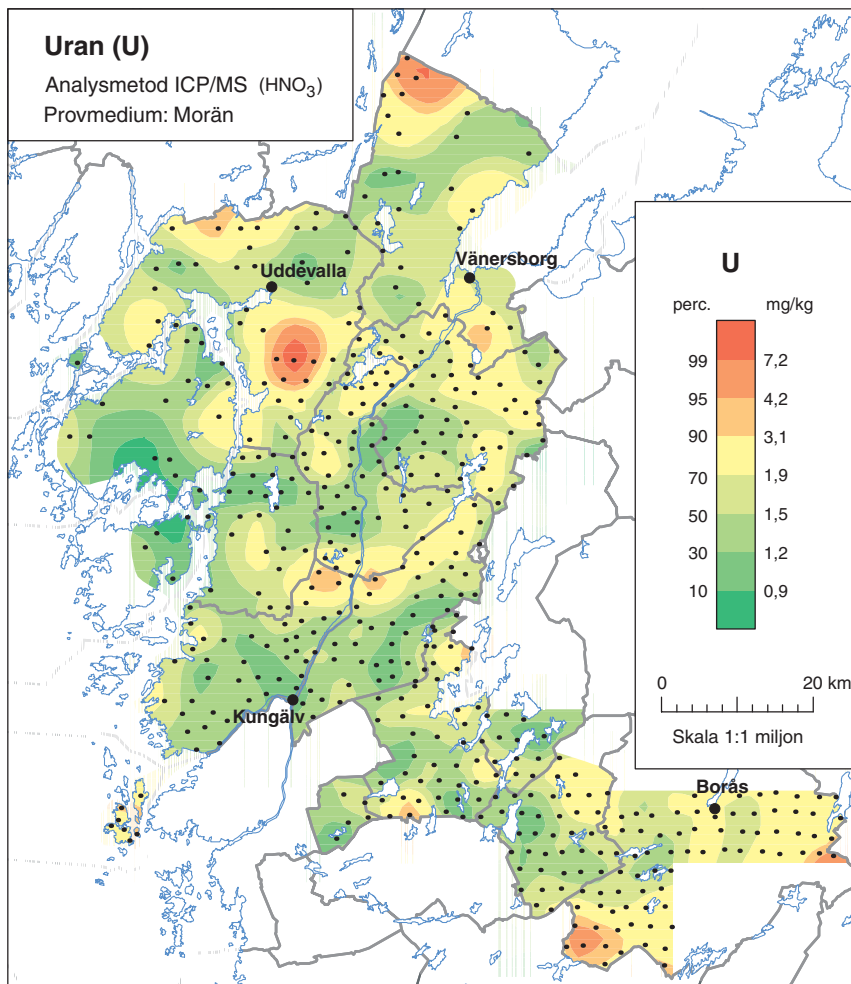 Uran (U)
Analysmetod ICP/MS (HNO3)
Provmedium: Morän
Uddevalla
Vänersborg
Kungälv
Borås
U
perc. mg/kg
99 7,2
95 4,2
90 3,1
70 1,9
50 1,5
30 1,2
10 0,9
0 20 km
Skala 1:1 miljon